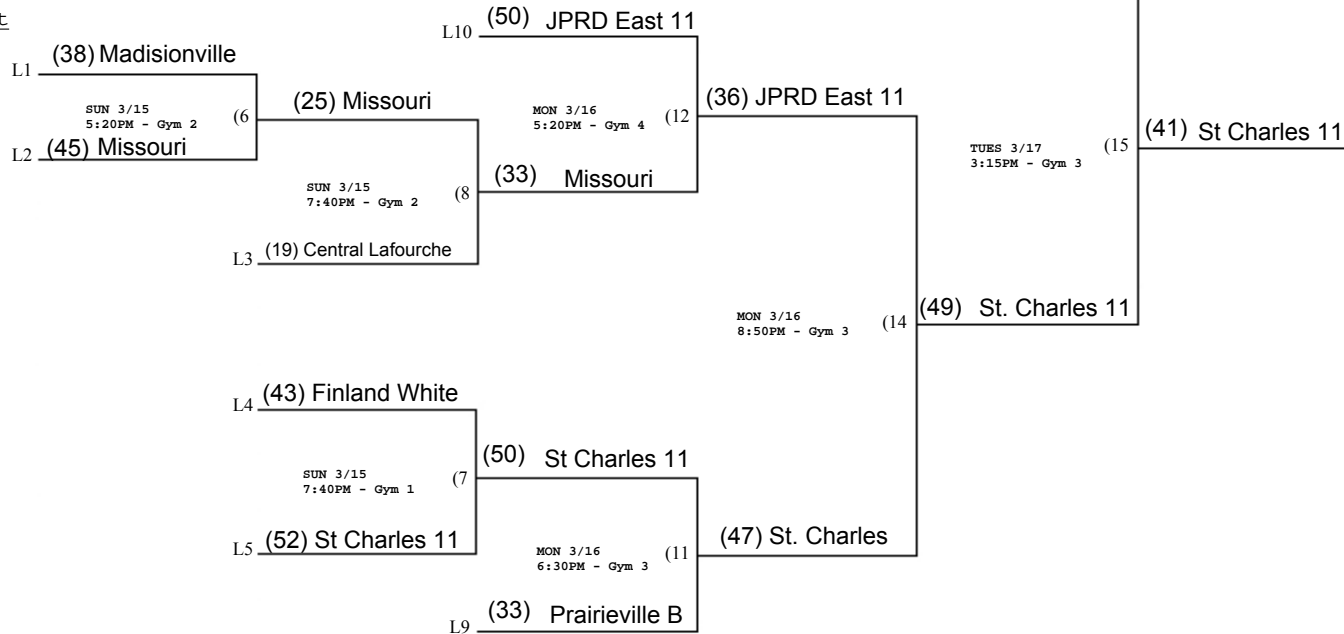 t
L10 (50) JPRD East 11
L1 (38) Madisionville
SUN 3/15
5:20PM - Gym 2 (6
(25) Missouri
MON 3/16
5:20PM - Gym 4 (12
(36) JPRD East 11
L2 (45) Missouri
TUES 3/17
3:15PM - Gym 3 (15
(41) St Charles 11
SUN 3/15
7:40PM - Gym 2 (8
(33) Missouri
L3 (19) Central Lafourche
MON 3/16
8:50PM - Gym 3 (14
(49) St. Charles 11
L4 (43) Finland White
SUN 3/15
7:40PM - Gym 1 (7
(50) St Charles 11
L5 (52) St Charles 11
MON 3/16
6:30PM - Gym 3 (11
(47) St. Charles
L9 (33) Prairieville B